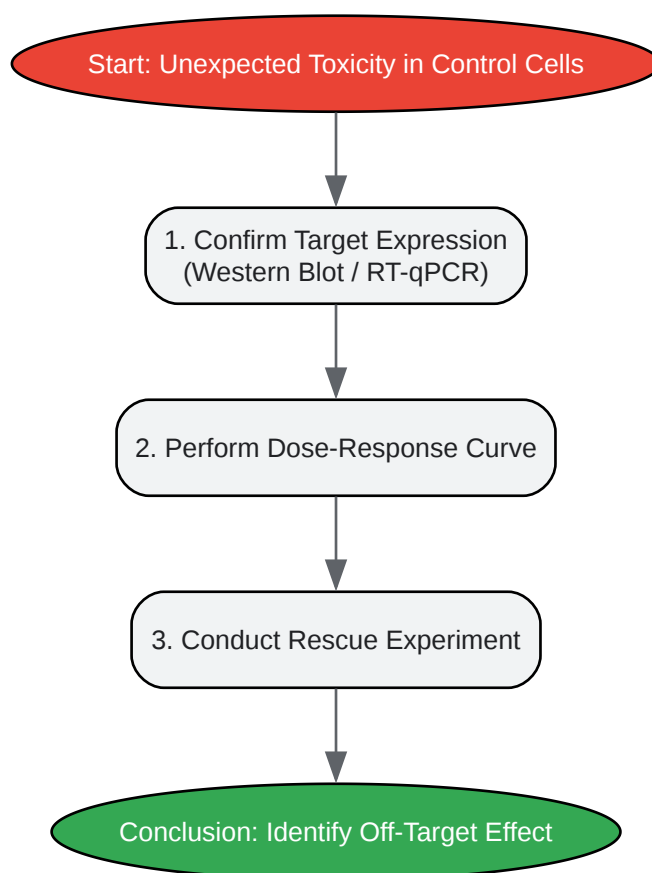 Start: Unexpected Toxicity in Control Cells
1. Confirm Target Expression
(Western Blot / RT-qPCR)
2. Perform Dose-Response Curve
3. Conduct Rescue Experiment
Conclusion: Identify Off-Target Effect